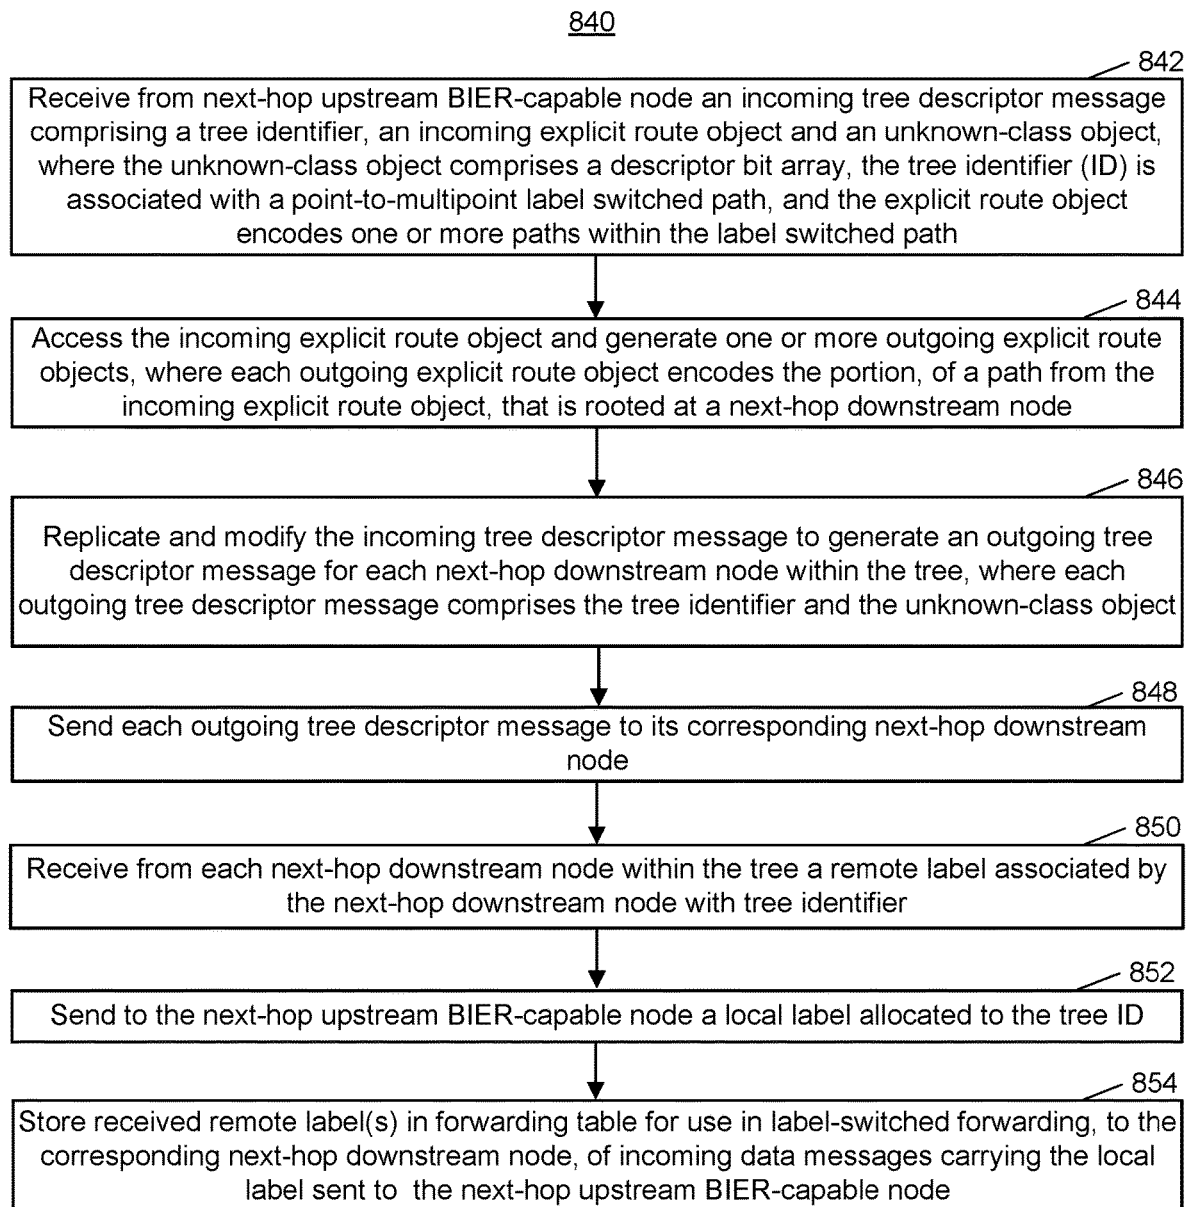 840
842
Receive from next-hop upstream BIER-capable node an incoming tree descriptor message
comprising a tree identifier, an incoming explicit route object and an unknown-class object,
where the unknown-class object comprises a descriptor bit array, the tree identifier (ID) is
associated with a point-to-multipoint label switched path, and the explicit route object
encodes one or more paths within the label switched path
844
Access the incoming explicit route object and generate one or more outgoing explicit route
objects, where each outgoing explicit route object encodes the portion, of a path from the
incoming explicit route object, that is rooted at a next-hop downstream node
846
Replicate and modify the incoming tree descriptor message to generate an outgoing tree
descriptor message for each next-hop downstream node within the tree, where each
outgoing tree descriptor message comprises the tree identifier and the unknown-class object
848
Send each outgoing tree descriptor message to its corresponding next-hop downstream
node
850
Receive from each next-hop downstream node within the tree a remote label associated by
the next-hop downstream node with tree identifier
852
Send to the next-hop upstream BIER-capable node a local label allocated to the tree ID
854
Store received remote label(s) in forwarding table for use in label-switched forwarding, to the
corresponding next-hop downstream node, of incoming data messages carrying the local
label sent to the next-hop upstream BIER-capable node